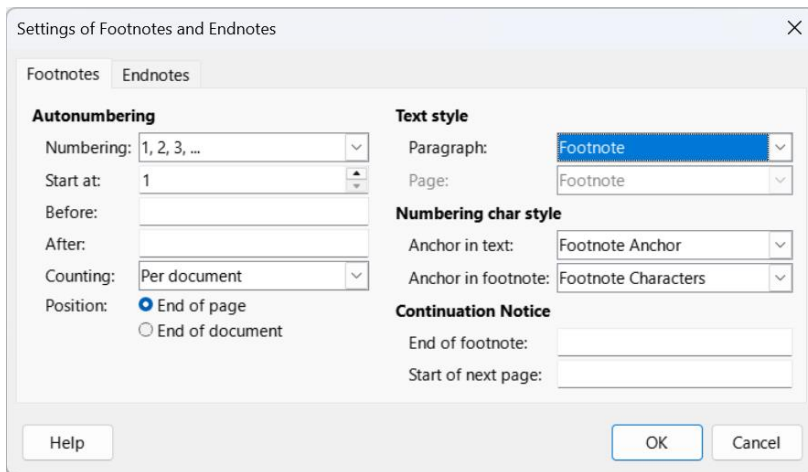 Settings of Footnotes and Endnotes
Footnotes Endnotes
Autonumbering
Numbering: 1, 2, 3, ...
Start at: 1
Before:
After:
Counting: Per document
Position: End of page
End of document
Text style
Paragraph: Footnote
Page: Footnote
Numbering char style
Anchor in text: Footnote Anchor
Anchor in footnote: Footnote Characters
Continuation Notice
End of footnote:
Start of next page:
Help OK Cancel